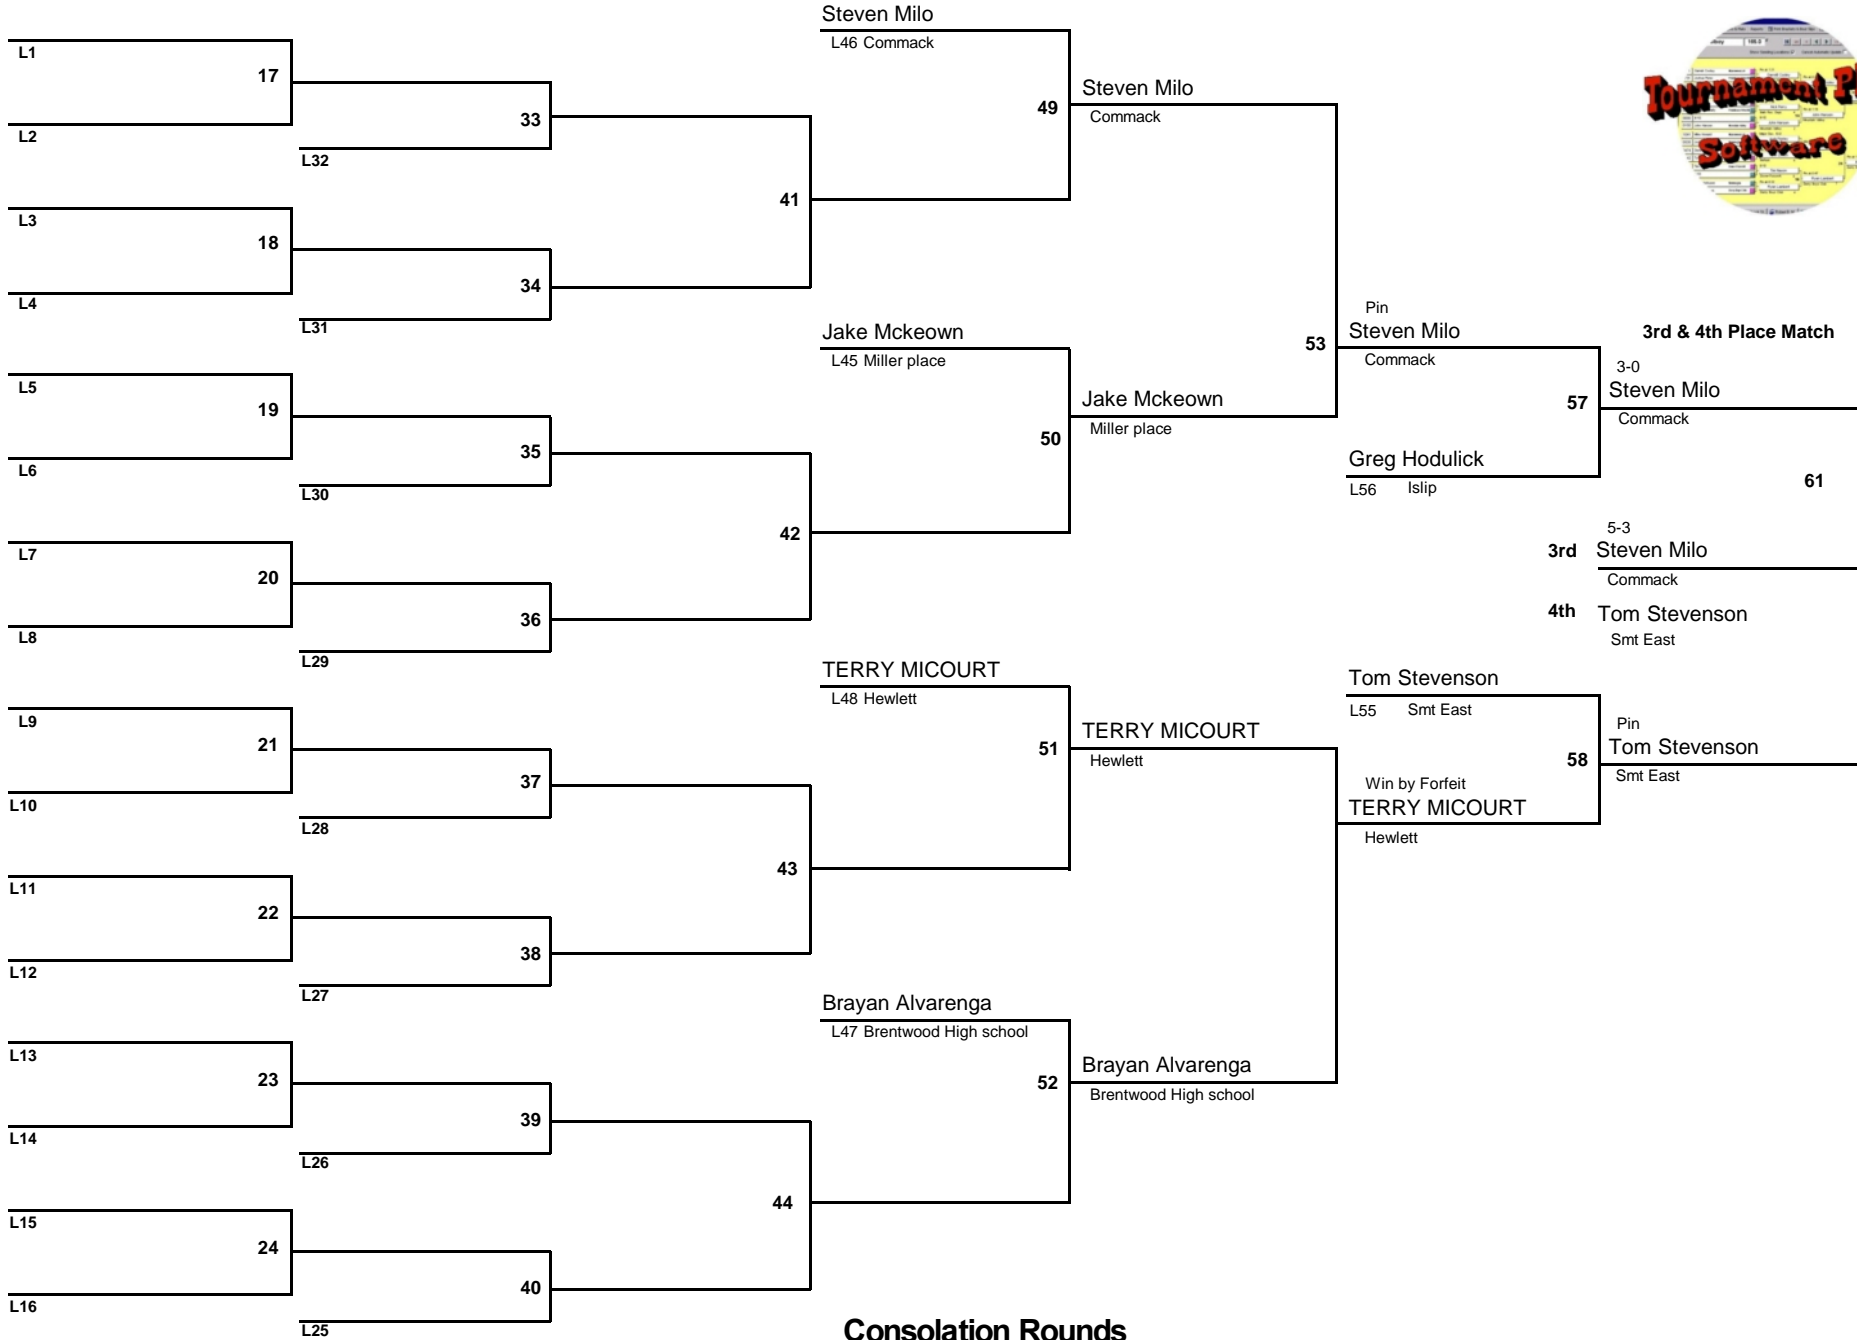 Steven Milo
L46 Commack
L1
17
L2
33
L32
Steven Milo
49
Commack
41
L3
18
L4
34
L31
Jake Mckeown
L45 Miller place
Pin
Steven Milo
53
Commack
3rd & 4th Place Match
3-0
Steven Milo
Commack
57
L5
19
L6
35
L30
Jake Mckeown
50
Miller place
Greg Hodulick
L56 Islip
61
42
5-3
3rd Steven Milo
Commack
4th Tom Stevenson
Smt East
L7
20
L8
36
L29
TERRY MICOURT
L48 Hewlett
Tom Stevenson
L55 Smt East
L9
21
L10
37
L28
TERRY MICOURT
51
Hewlett
Pin
Tom Stevenson
58
Smt East
Win by Forfeit
TERRY MICOURT
Hewlett
43
L11
22
L12
38
L27
Brayan Alvarenga
L47 Brentwood High school
L13
23
L14
39
L26
Brayan Alvarenga
52
Brentwood High school
44
L15
24
L16
40
L25
Consolation Rounds
Tournament
Software